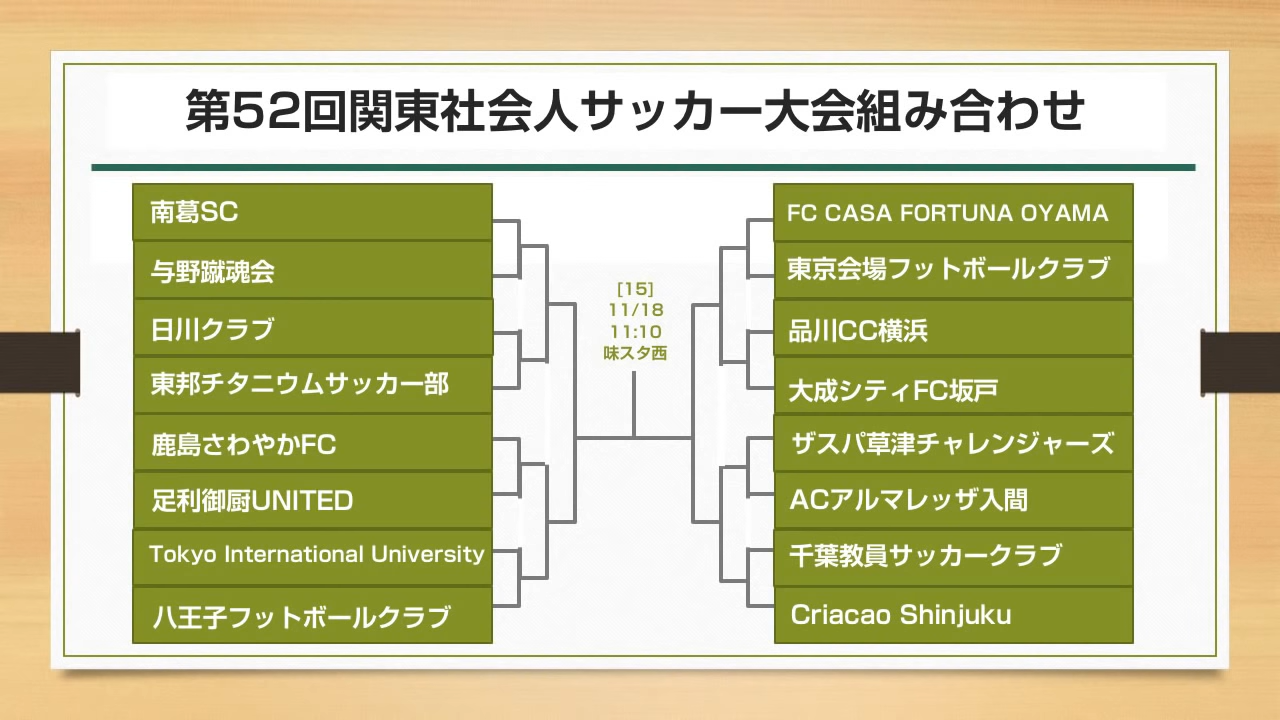 第52回関東社会人サッカー大会組み合わせ
南葛SC
与野蹴魂会
日川クラブ
東邦チタニウムサッカー部
鹿島さわやかFC
足利御厨UNITED
Tokyo International University
八王子フットボールクラブ
[15]
11/18
11:10
味スタ西
FC CASA FORTUNA OYAMA
東京会場フットボールクラブ
品川CC横浜
大成シティFC坂戸
ザスパ草津チャレンジャーズ
ACアルマレッザ入間
千葉教員サッカークラブ
Criacao Shinjuku